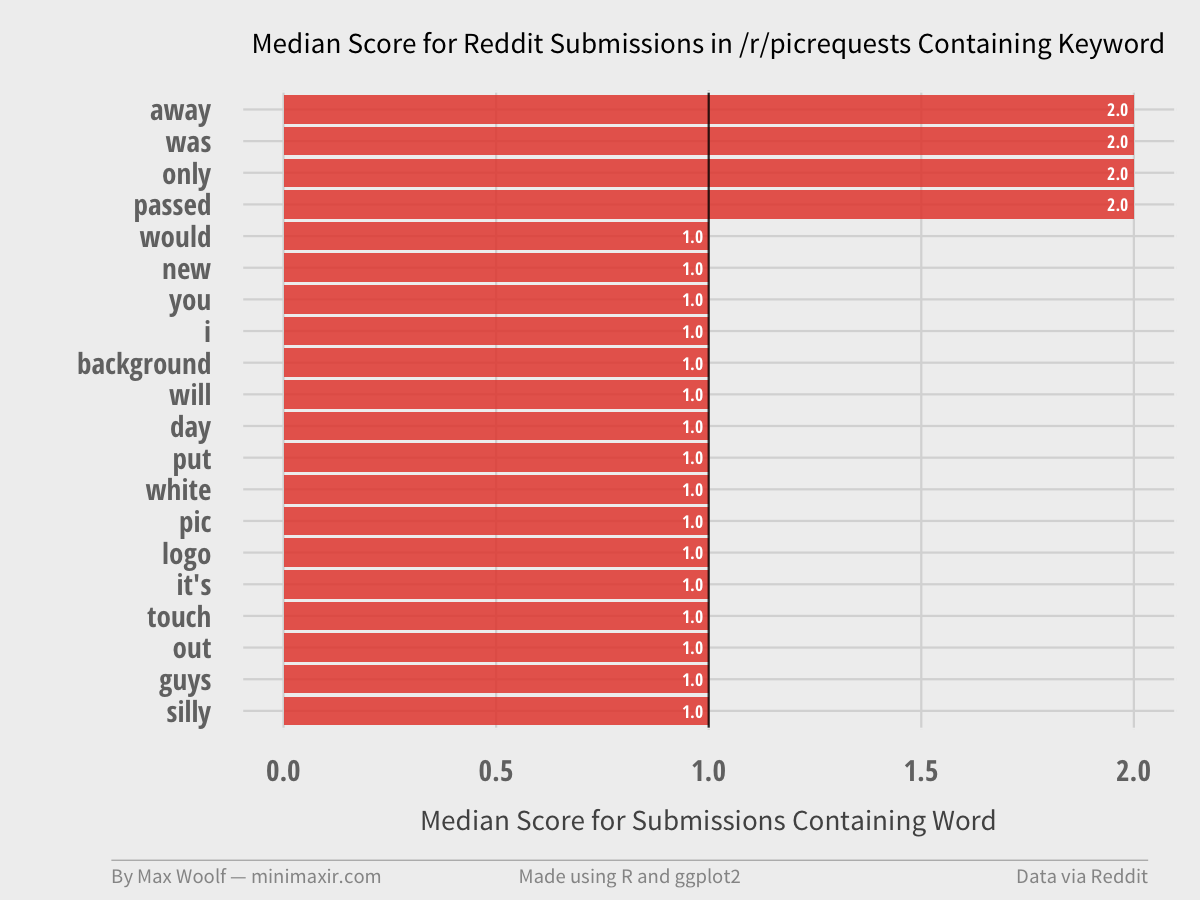 Median Score for Reddit Submissions in /r/picrequests Containing Keyword
away 2.0
was 2.0
only 2.0
passed 2.0
would 1.0
new 1.0
you 1.0
i 1.0
background 1.0
will 1.0
day 1.0
put 1.0
white 1.0
pic 1.0
logo 1.0
it's 1.0
touch 1.0
out 1.0
guys 1.0
silly 1.0
0.0 0.5 1.0 1.5 2.0
Median Score for Submissions Containing Word
By Max Woolf — minimaxir.com Made using R and ggplot2 Data via Reddit